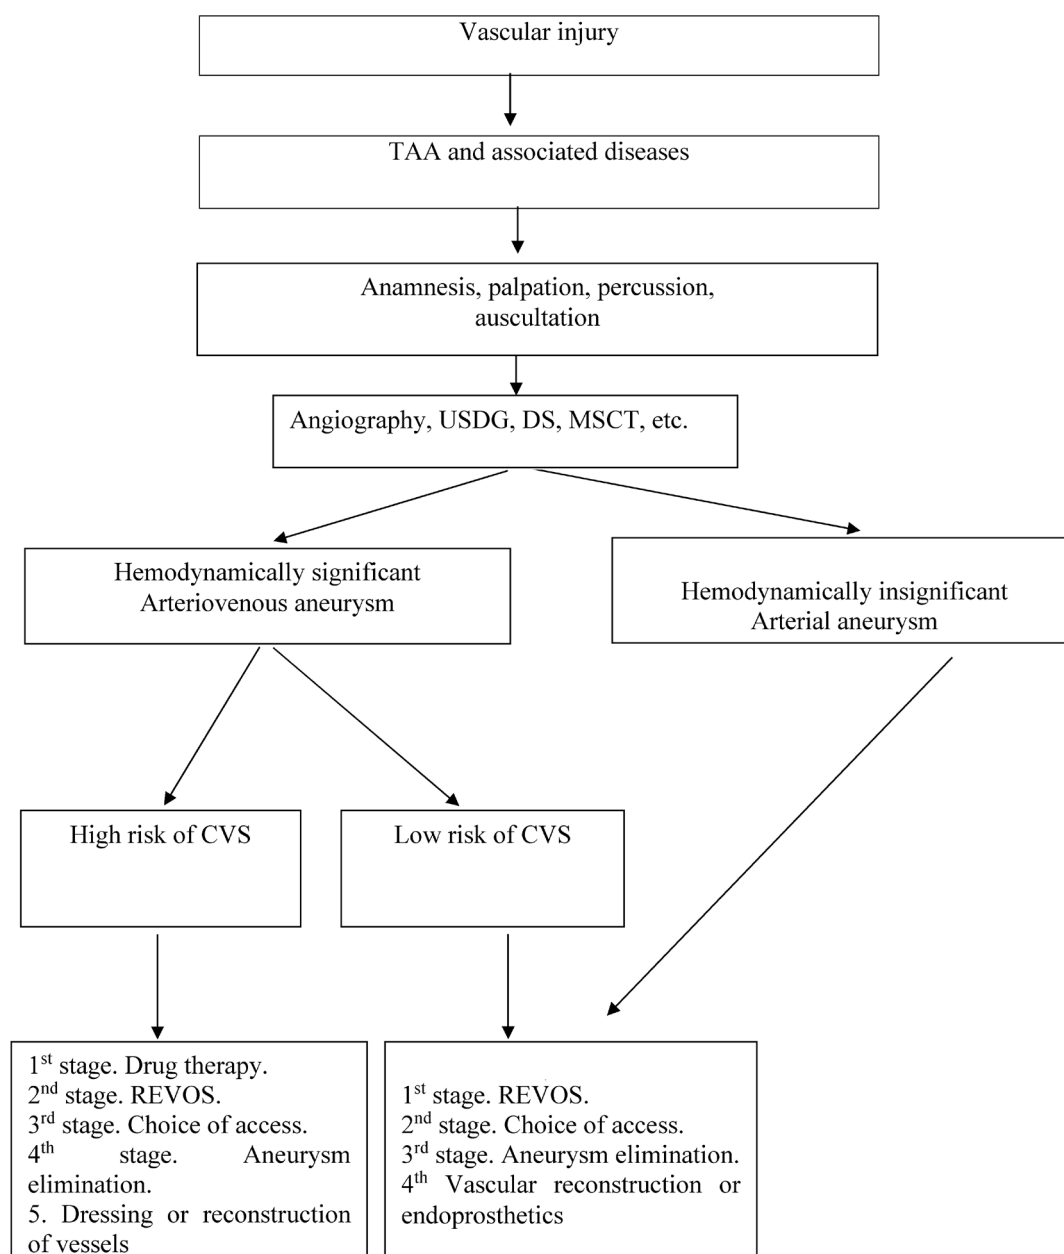 Vascular injury
TAA and associated diseases
Anamnesis, palpation, percussion,
auscultation
Angiography, USDG, DS, MSCT, etc.
Hemodynamically significant
Arteriovenous aneurysm
Hemodynamically insignificant
Arterial aneurysm
High risk of CVS
Low risk of CVS
1st stage. Drug therapy.
2nd stage. REVOS.
3rd stage. Choice of access.
4th stage. Aneurysm
elimination.
5. Dressing or reconstruction
of vessels
1st stage. REVOS.
2nd stage. Choice of access.
3rd stage. Aneurysm elimination.
4th Vascular reconstruction or
endoprosthetics